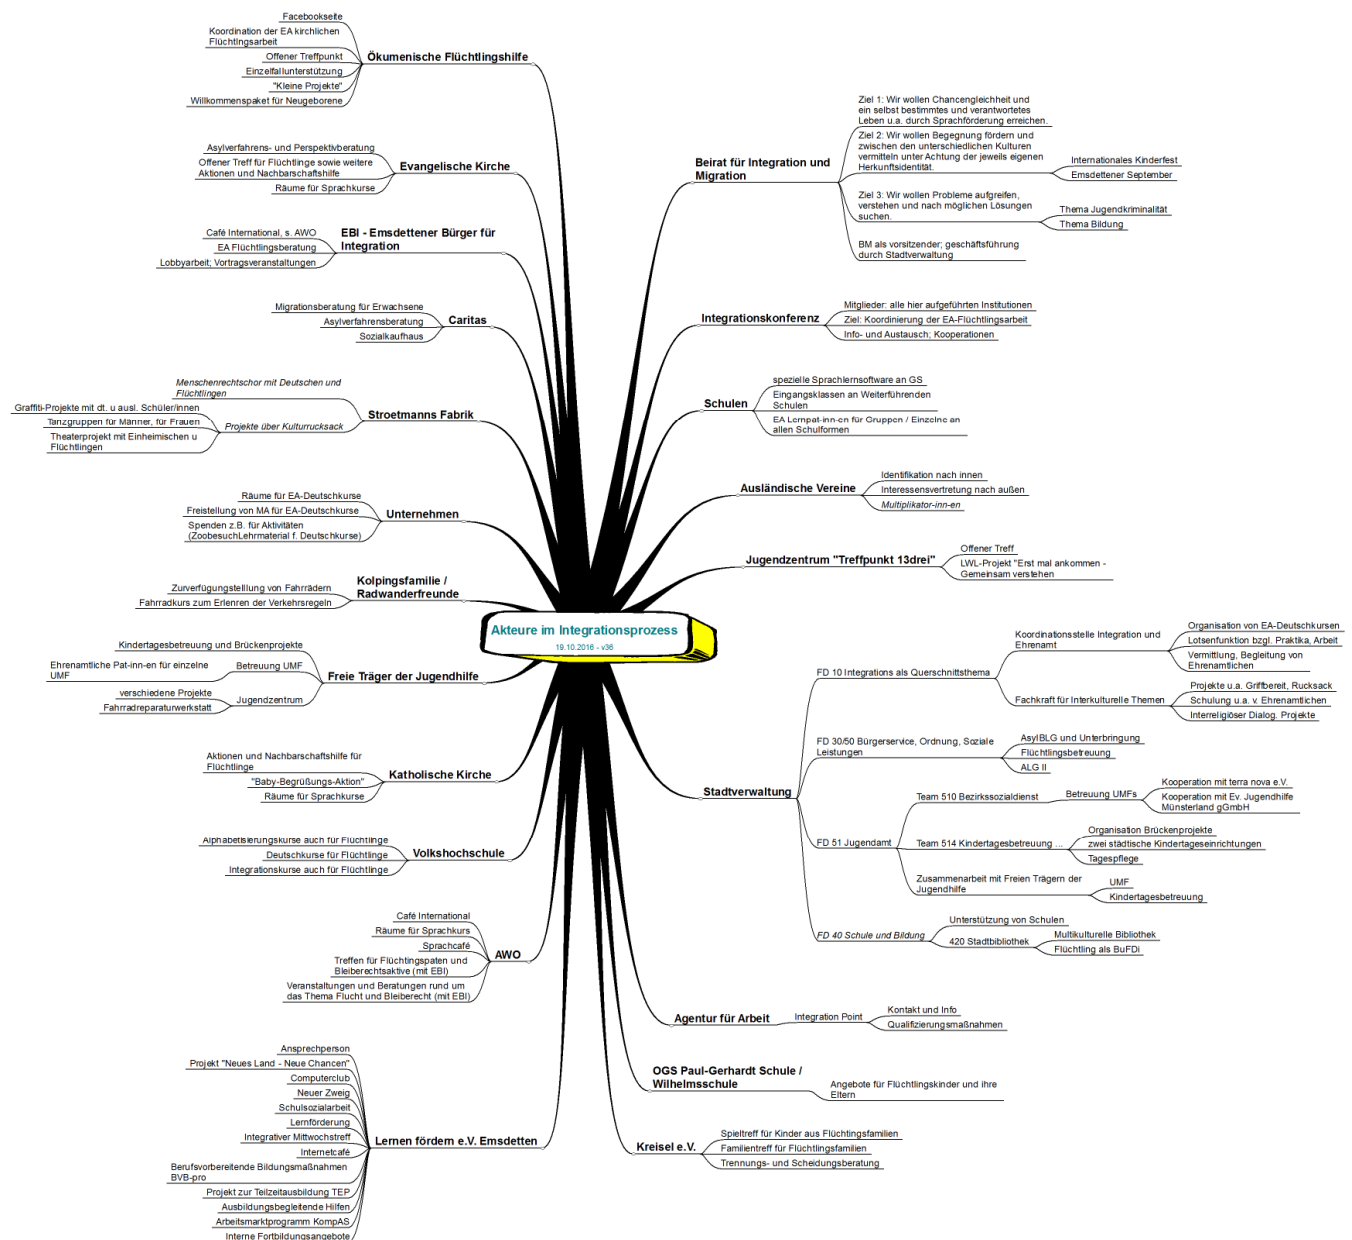 Facebookseite
Koordination der EA kirchlichen
Flüchtlngsarbeit
Offener Treffpunkt
Einzelfallunterstützung
"Kleine Projekte"
Willkommenspaket für Neugeborene
Ökumenische Flüchtlingshilfe
Asylverfahrens- und Perspektivberatung
Offener Treff für Flüchtlinge sowie weitere
Aktionen und Nachbarschaftshilfe
Räume für Sprachkurse
Evangelische Kirche
Café International, s. AWO
EA Flüchtlingsberatung
Lobbyarbeit; Vortragsveranstaltungen
EBI - Emsdettener Bürger für
Integration
Migrationsberatung für Erwachsene
Asylverfahrensberatung
Sozialkaufhaus
Caritas
Menschenrechtschor mit Deutschen und
Flüchtlingen
Graffiti-Projekte mit dt. u ausl. Schüler/innen
Tanzgruppen für Männer, für Frauen
Theaterprojekt mit Einheimischen u
Flüchtlingen
Projekte über Kulturrucksack
Stroetmanns Fabrik
Räume für EA-Deutschkurse
Freistellung von MA für EA-Deutschkurse
Spenden z.B. für Aktivitäten
(ZoobesuchLehrmaterial f. Deutschkurse)
Unternehmen
Zurverfügungstelllung von Fahrrädern
Fahrradkurs zum Erlenren der Verkehrsregeln
Kolpingsfamilie /
Radwanderfreunde
Kindertagesbetreuung und Brückenprojekte
Ehrenamtliche Pat-inn-en für einzelne
UMF
Betreuung UMF
verschiedene Projekte
Fahrradreparaturwerkstatt
Jugendzentrum
Freie Träger der Jugendhilfe
Aktionen und Nachbarschaftshilfe für
Flüchtlinge
"Baby-Begrüßungs-Aktion"
Räume für Sprachkurse
Katholische Kirche
Alphabetisierungskurse auch für Flüchtlinge
Deutschkurse für Flüchtlinge
Integrationskurse auch für Flüchtlinge
Volkshochschule
Café International
Räume für Sprachkurs
Sprachcafé
Treffen für Flüchtingspaten und
Bleiberechtsaktive (mit EBI)
Veranstaltungen und Beratungen rund um
das Thema Flucht und Bleiberecht (mit EBI)
AWO
Ansprechperson
Projekt "Neues Land - Neue Chancen"
Computerclub
Neuer Zweig
Schulsozialarbeit
Lernförderung
Integrativer Mittwochstreff
Internetcafé
Berufsvorbereitende Bildungsmaßnahmen
BVB-pro
Projekt zur Teilzeitausbildung TEP
Ausbildungsbegleitende Hilfen
Arbeitsmarktprogramm KompAS
Interne Fortbildungsangebote
Lernen fördern e.V. Emsdetten
Akteure im Integrationsprozess
19.10.2016 - v36
Beirat für Integration und
Migration
Ziel 1: Wir wollen Chancengleichheit und
ein selbst bestimmtes und verantwortetes
Leben u.a. durch Sprachförderung erreichen.
Ziel 2: Wir wollen Begegnung fördern und
zwischen den unterschiedlichen Kulturen
vermitteln unter Achtung der jeweils eigenen
Herkunftsidentität.
Internationales Kinderfest
Emsdettener September
Ziel 3: Wir wollen Probleme aufgreifen,
verstehen und nach möglichen Lösungen
suchen.
Thema Jugendkriminalität
Thema Bildung
BM als vorsitzender; geschäftsführung
durch Stadtverwaltung
Integrationskonferenz
Mitglieder: alle hier aufgeführten Institutionen
Ziel: Koordinierung der EA-Flüchtlingsarbeit
Info- und Austausch; Kooperationen
Schulen
spezielle Sprachlernsoftware an GS
Eingangsklassen an Weiterführenden
Schulen
EA Lernpat-inn-en für Gruppen / Einzelne an
allen Schulformen
Ausländische Vereine
Identifikation nach innen
Interessensvertretung nach außen
Multiplikator-inn-en
Jugendzentrum "Treffpunkt 13drei"
Offener Treff
LWL-Projekt "Erst mal ankommen -
Gemeinsam verstehen
Stadtverwaltung
FD 10 Integrations als Querschnittsthema
Koordinationsstelle Integration und
Ehrenamt
Organisation von EA-Deutschkursen
Lotsenfunktion bzgl. Praktika, Arbeit
Vermittlung, Begleitung von
Ehrenamtlichen
Fachkraft für Interkulturelle Themen
Projekte u.a. Griffbereit, Rucksack
Schulung u.a. v. Ehrenamtlichen
Interreligiöser Dialog. Projekte
FD 30/50 Bürgerservice, Ordnung, Soziale
Leistungen
AsylBLG und Unterbringung
Flüchtlingsbetreuung
ALG II
FD 51 Jugendamt
Team 510 Bezirkssozialdienst
Betreuung UMFs
Kooperation mit terra nova e.V.
Kooperation mit Ev. Jugendhilfe
Münsterland gGmbH
Team 514 Kindertagesbetreuung ...
Organisation Brückenprojekte
zwei städtische Kindertageseinrichtungen
Tagespflege
Zusammenarbeit mit Freien Trägern der
Jugendhilfe
UMF
Kindertagesbetreuung
FD 40 Schule und Bildung
Unterstützung von Schulen
420 Stadtbibliothek
Multikulturelle Bibliothek
Flüchtling als BuFDi
Agentur für Arbeit
Integration Point
Kontakt und Info
Qualifizierungsmaßnahmen
OGS Paul-Gerhardt Schule /
Wilhelmsschule
Angebote für Flüchtlingskinder und ihre
Eltern
Kreisel e.V.
Spieltreff für Kinder aus Flüchtingsfamilien
Familientreff für Flüchtlingsfamilien
Trennungs- und Scheidungsberatung